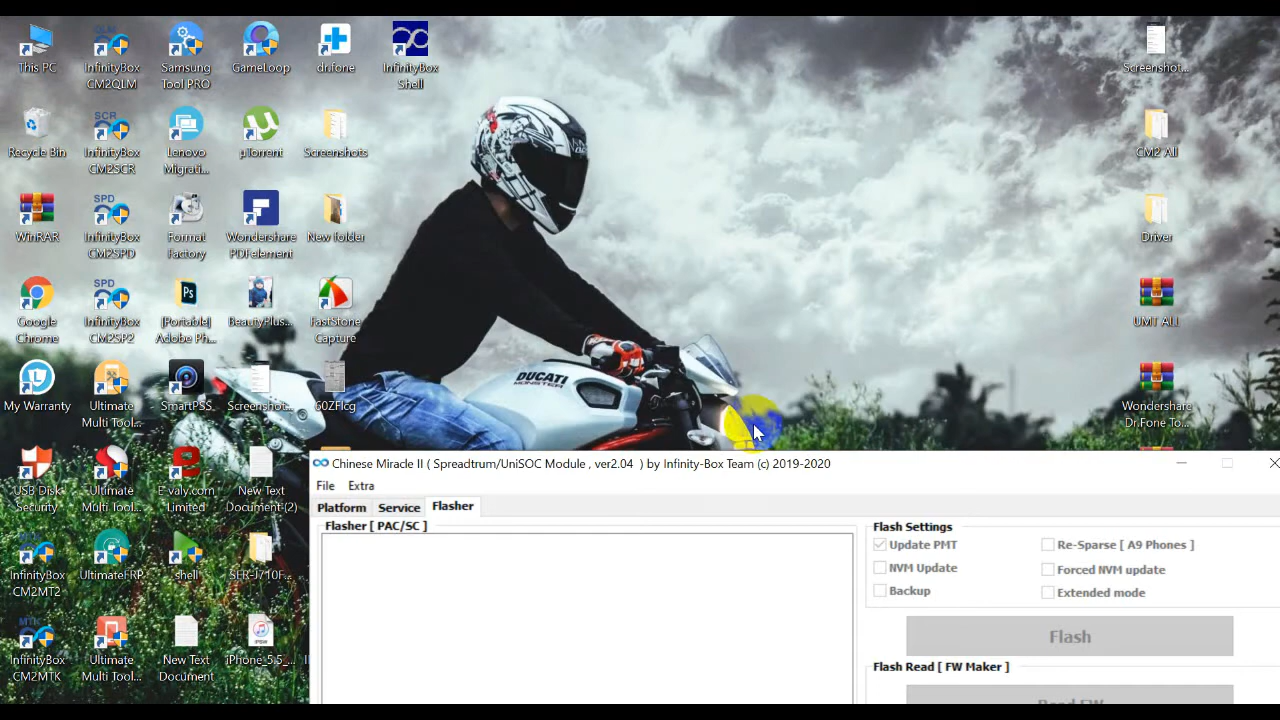 This PC
InfinityBox
CM2QLM
Samsung
Tool PRO
GameLoop
dr.fone
InfinityBox
Shell
Screenshot...
Recycle Bin
SCR
InfinityBox
CM2SCR
Lenovo
Migrati...
µTorrent
Screenshots
CM2 All
WinRAR
SPD
InfinityBox
CM2SPD
Format
Factory
Wondershare
PDFelement
New folder
Driver
Google
Chrome
SPD
InfinityBox
CM2SP2
Ps
[Portable]
Adobe Ph...
BeautyPlus...
FastStone
Capture
UMT ALL
My Warranty
Ultimate
Multi Tool...
SmartPSS
Screenshot...
60ZFlcg
DUCATI
MONSTER
Wondershare
Dr.Fone To...
USB Disk
Security
Ultimate
Multi Tool...
E-valy.com
Limited
New Text
Document (2)
InfinityBox
CM2MT2
UltimateFRP
shell
SER-J710F...
MTK
InfinityBox
CM2MTK
Ultimate
Multi Tool...
New Text
Document
IPSW
iPhone_5.5_...
Chinese Miracle II ( Spreadtrum/UniSOC Module , ver2.04 ) by Infinity-Box Team (c) 2019-2020
File Extra
Platform Service Flasher
Flasher [ PAC/SC ]
Flash Settings
Update PMT
Re-Sparse [ A9 Phones ]
NVM Update
Forced NVM update
Backup
Extended mode
Flash
Flash Read [ FW Maker ]
Read FW